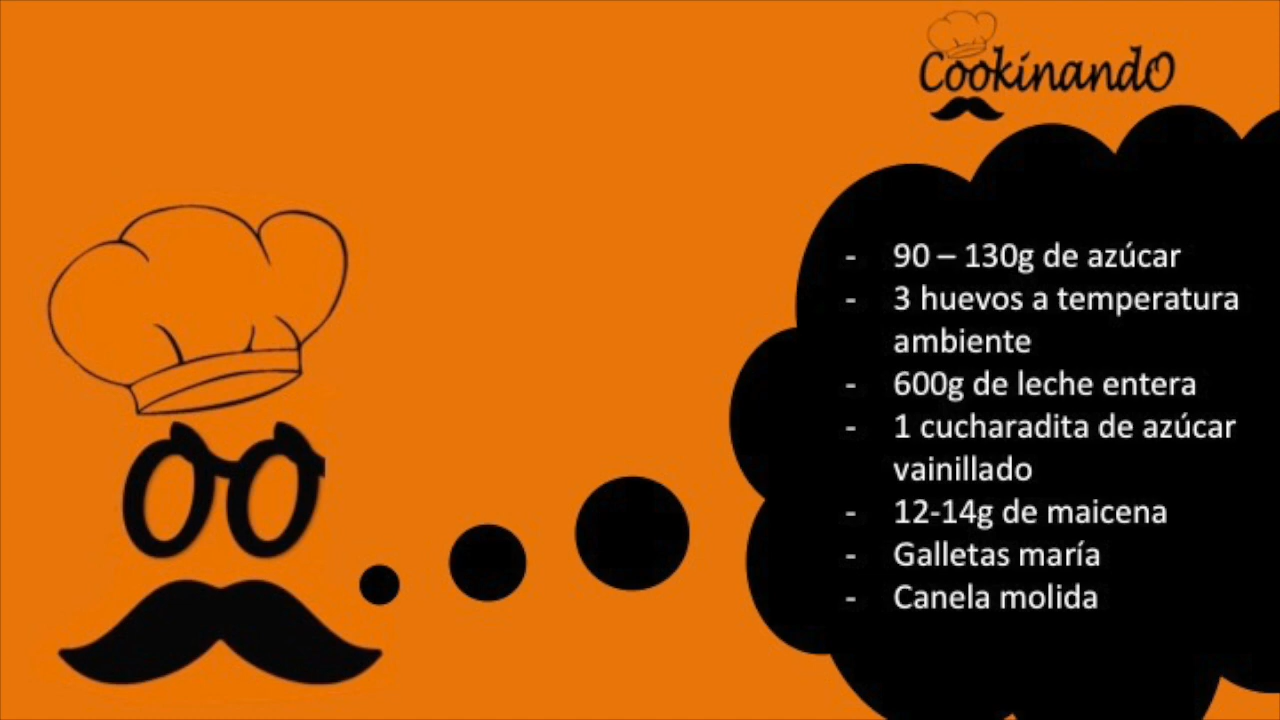 CookinandO
- 90 – 130g de azúcar
- 3 huevos a temperatura
ambiente
- 600g de leche entera
- 1 cucharadita de azúcar
vainillado
- 12-14g de maicena
- Galletas maría
- Canela molida